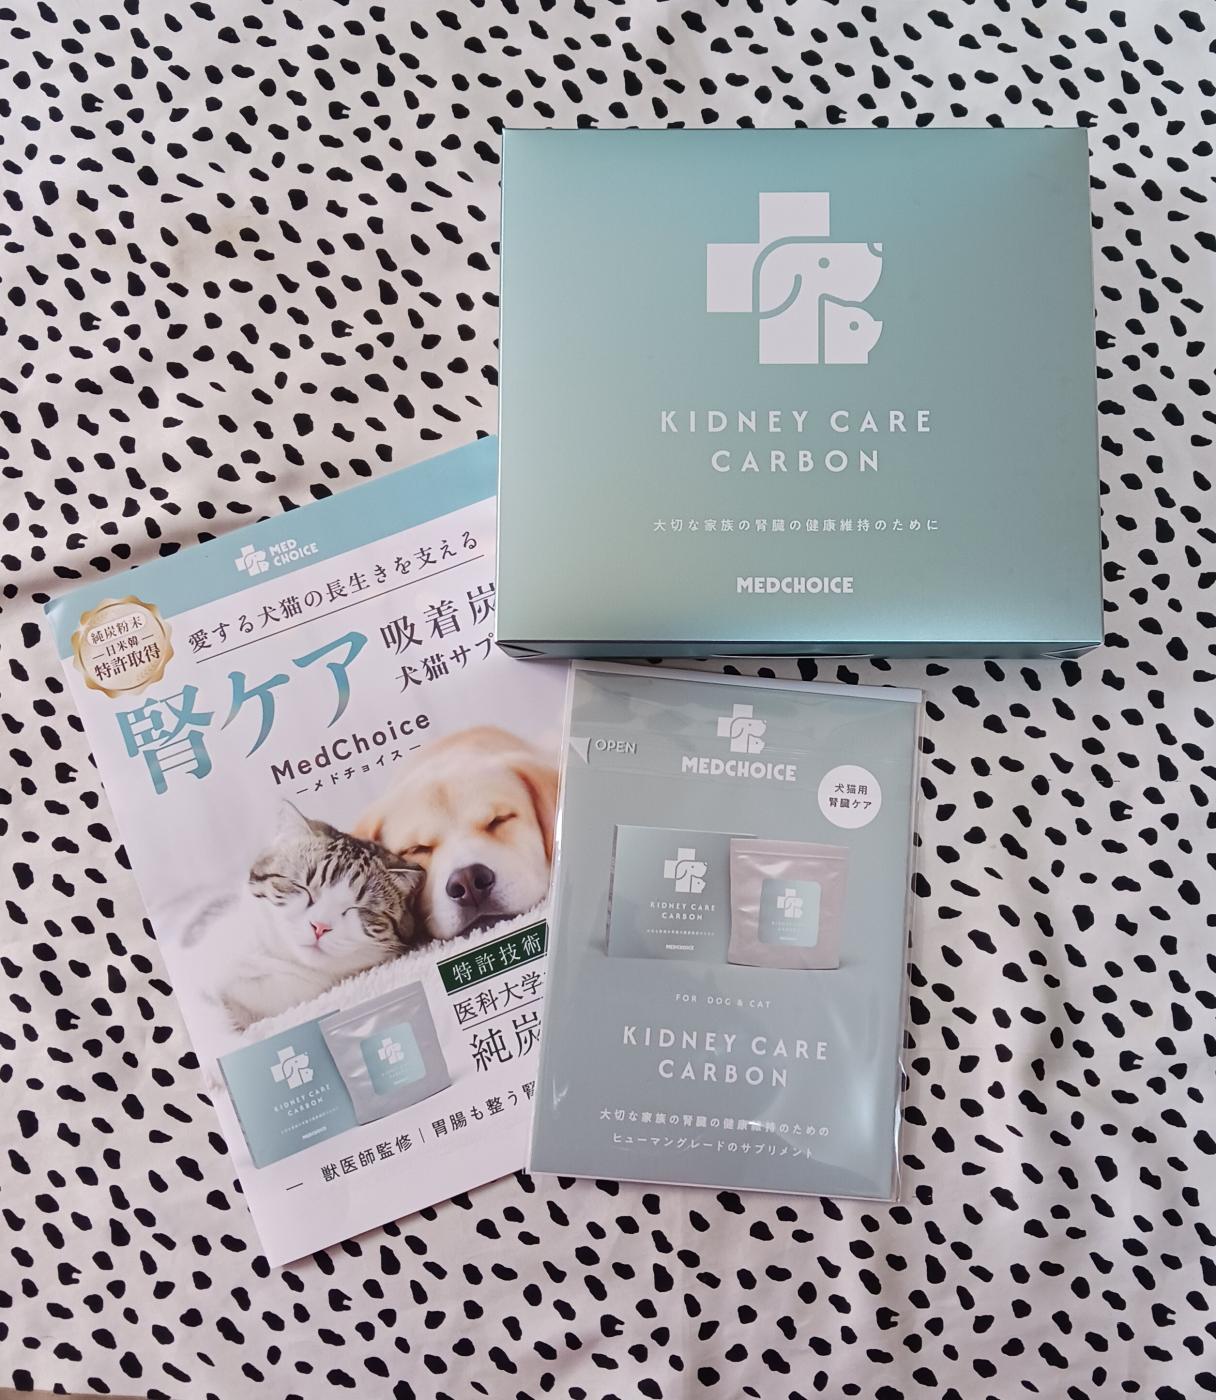 KIDNEY CARE
CARBON
大切な家族の腎臓の健康維持のために
MEDCHOICE
MED
CHOICE
愛する犬猫の長生きを支える
純炭粉末
日米韓
特許取得
腎ケア
吸着炭
犬猫サプ
MedChoice
ーメドチョイスー
特許技術
医科大学
純炭
KIDNEY CARE
CARBON
MEDCHOICE
― 獣医師監修|胃腸も整う腎
OPEN
MEDCHOICE
犬猫用
腎臓ケア
KIDNEY CARE
CARBON
MEDCHOICE
FOR DOG & CAT
KIDNEY CARE
CARBON
大切な家族の腎臓の健康維持のための
ヒューマングレードのサプリメント